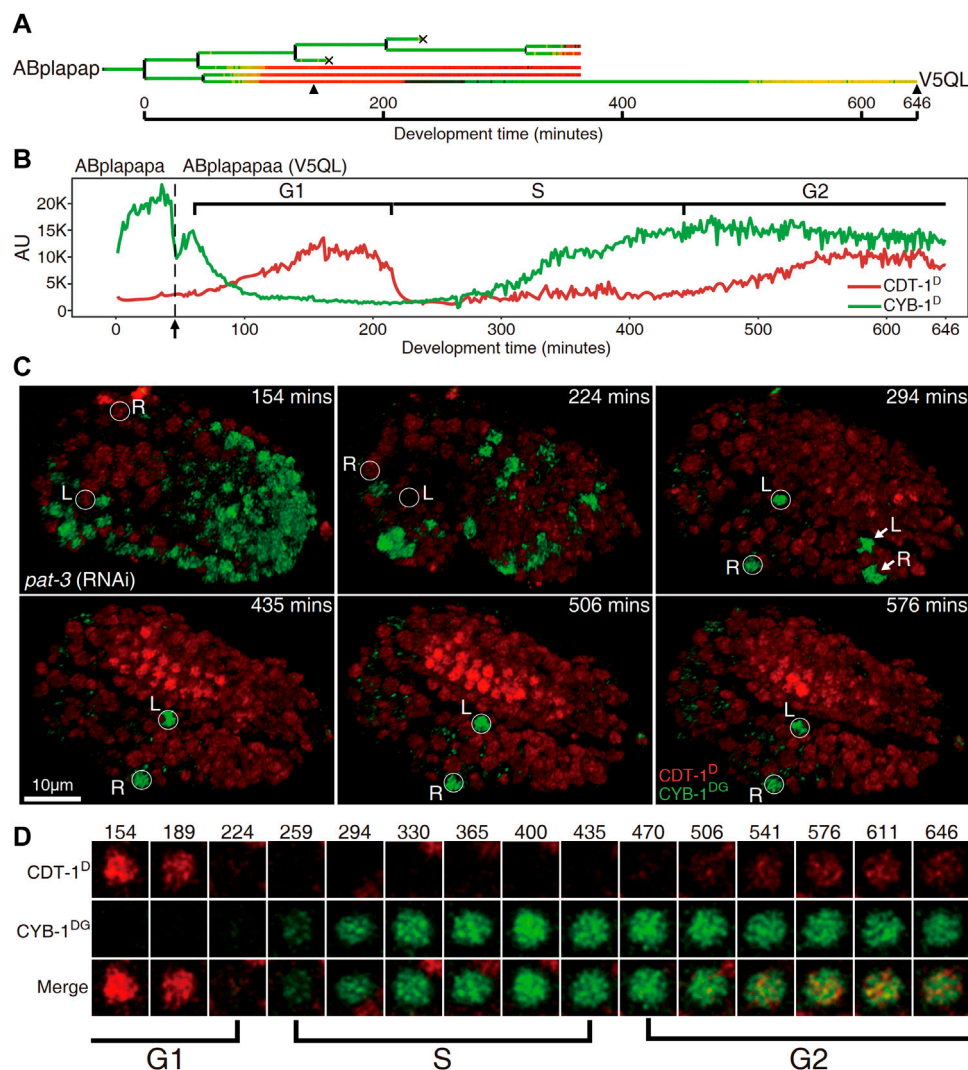 A
ABplapap
V5QL
0 200 400 600 646
Development time (minutes)
B
ABplapapa ABplapapaa (V5QL)
G1 S G2
AU
20K
15K
10K
5K
0
CDT-1ᴰ
CYB-1ᴰ
0 100 200 300 400 500 600 646
Development time (minutes)
C
154 mins
R
L
pat-3 (RNAi)
224 mins
R
L
294 mins
L
L
R
R
435 mins
L
R
10μm
506 mins
L
R
576 mins
L
R
CDT-1ᴰ
CYB-1ᴰᴳ
D
154 189 224 259 294 330 365 400 435 470 506 541 576 611 646
CDT-1ᴰ
CYB-1ᴰᴳ
Merge
G1 S G2